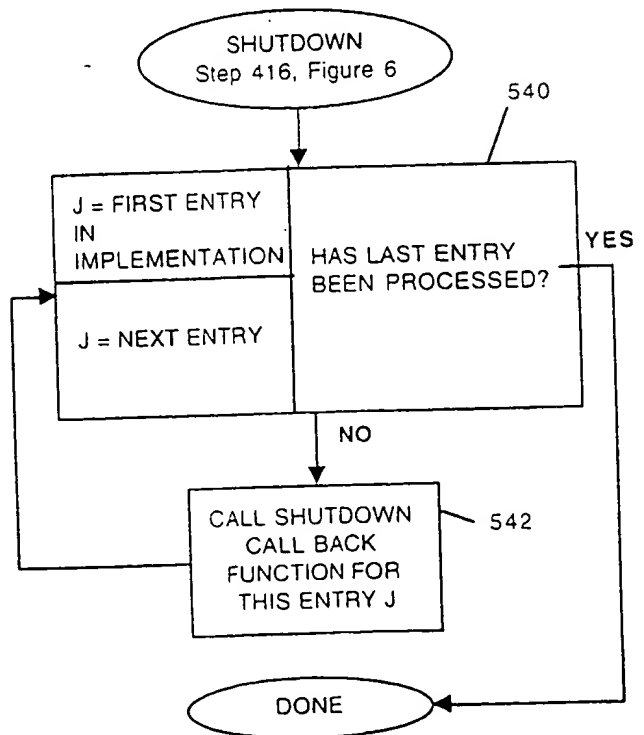 SHUTDOWN
Step 416, Figure 6
540
J = FIRST ENTRY
IN
IMPLEMENTATION
HAS LAST ENTRY
BEEN PROCESSED?
YES
J = NEXT ENTRY
NO
CALL SHUTDOWN
CALL BACK
FUNCTION FOR
THIS ENTRY J
542
DONE